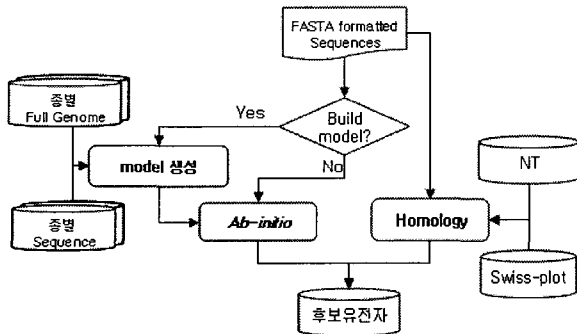 FASTA formatted
Sequences
종별
Full Genome
Yes
Build
model?
No
model 생성
NT
종별
Sequence
Ab-initio
Homology
Swiss-plot
후보유전자